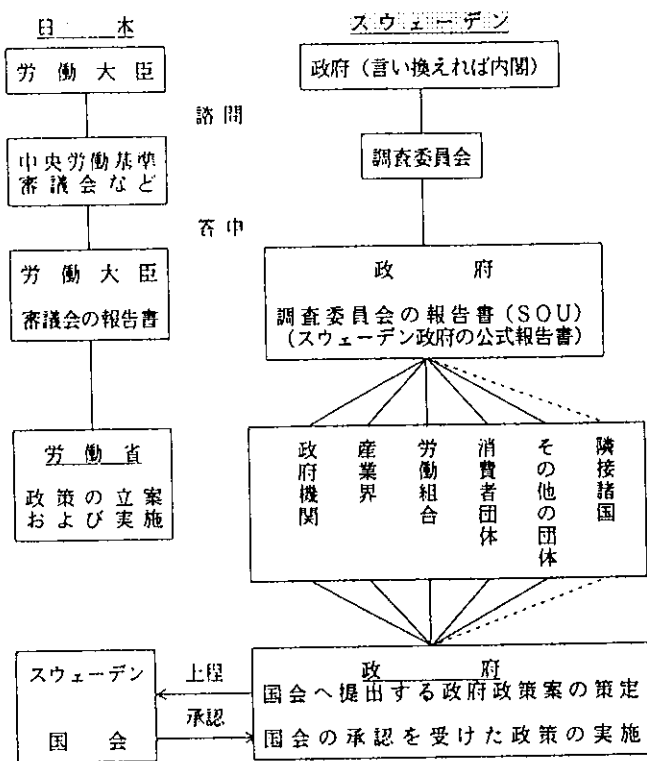 日本
労働大臣
諮問
中央労働基準
審議会など
答申
労働大臣
審議会の報告書
労働省
政策の立案
および実施
スウェーデン
政府（言い換えれば内閣）
調査委員会
政府
調査委員会の報告書（SOU）
（スウェーデン政府の公式報告書）
政府機関
産業界
労働組合
消費者団体
その他の団体
隣接諸国
政府
国会へ提出する政府政策案の策定
国会の承認を受けた政策の実施
上程
承認
スウェーデン
国会